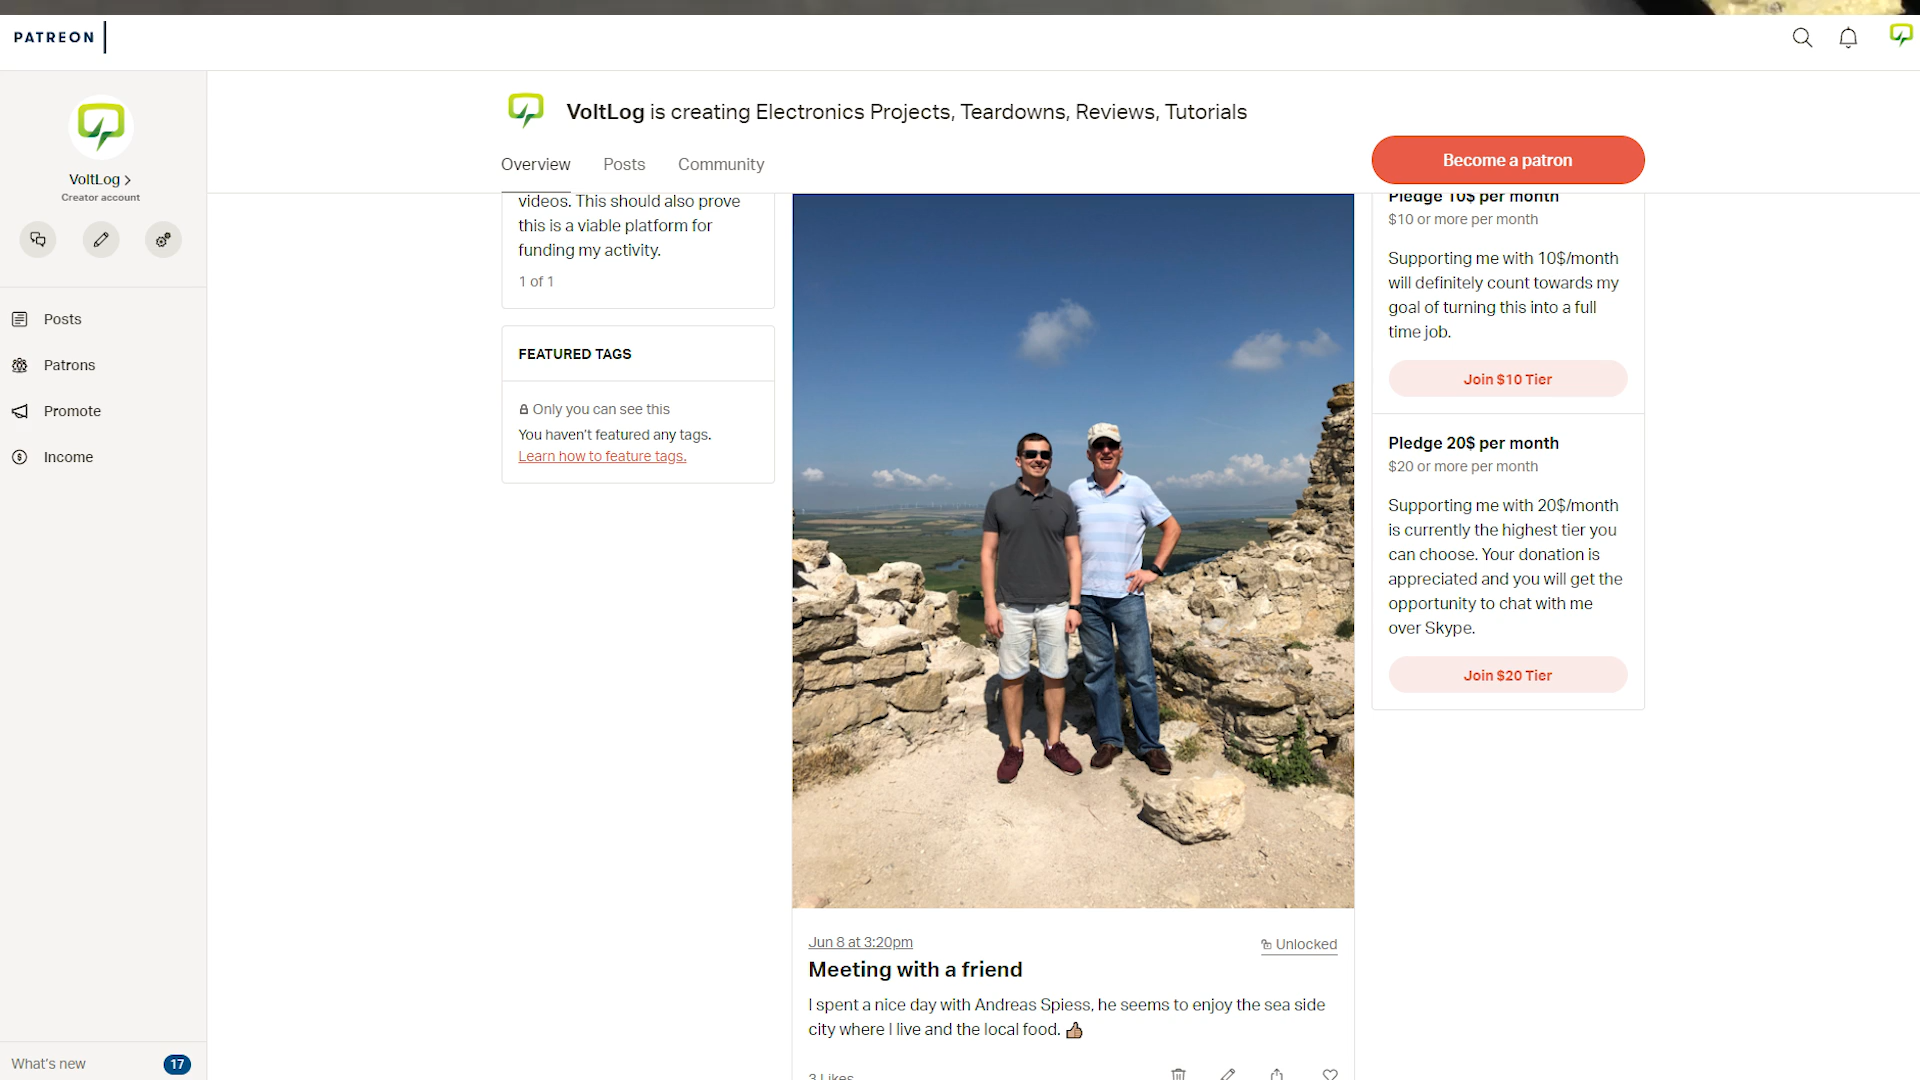 PATREON
VoltLog >
Creator account
Posts
Patrons
Promote
Income
What's new
17
VoltLog is creating Electronics Projects, Teardowns, Reviews, Tutorials
Overview
Posts
Community
Become a patron
videos. This should also prove
this is a viable platform for
funding my activity.
1 of 1
FEATURED TAGS
Only you can see this
You haven't featured any tags.
Learn how to feature tags.
Jun 8 at 3:20pm
Unlocked
Meeting with a friend
I spent a nice day with Andreas Spiess, he seems to enjoy the sea side
city where I live and the local food. 👍🏽
3 Likes
Pledge 10$ per month
$10 or more per month
Supporting me with 10$/month
will definitely count towards my
goal of turning this into a full
time job.
Join $10 Tier
Pledge 20$ per month
$20 or more per month
Supporting me with 20$/month
is currently the highest tier you
can choose. Your donation is
appreciated and you will get the
opportunity to chat with me
over Skype.
Join $20 Tier